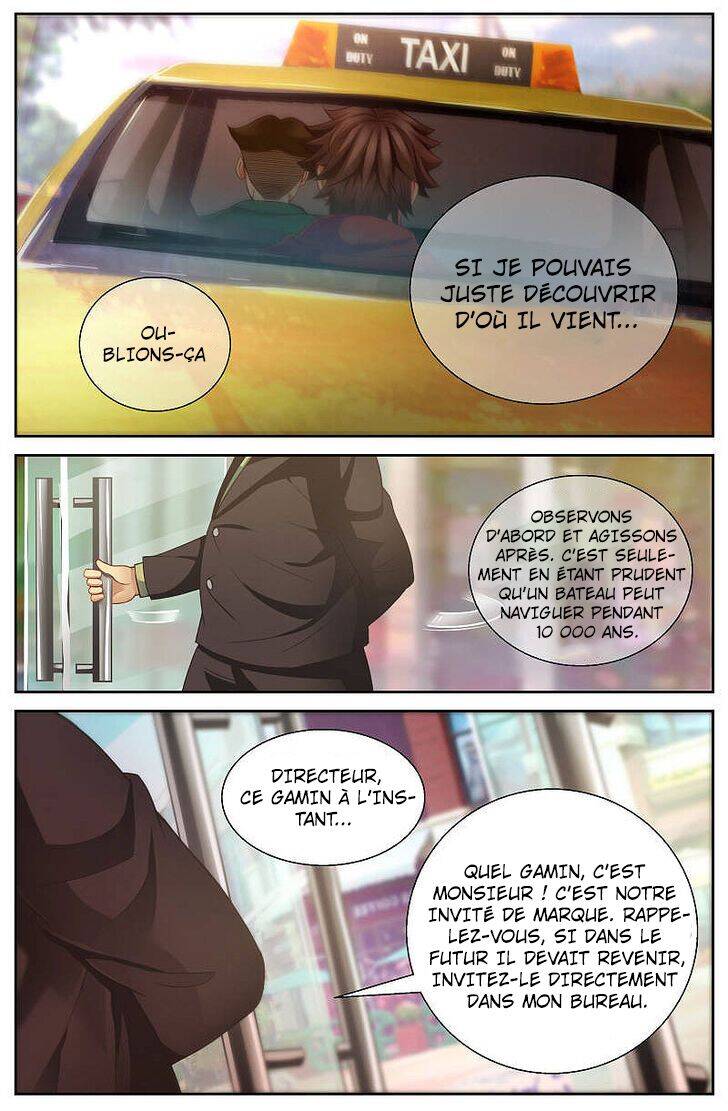 ON DUTY TAXI ON DUTY
SI JE POUVAIS
JUSTE DÉCOUVRIR
D'OÙ IL VIENT...
OU-
BLIONS-ÇA
OBSERVONS
D'ABORD ET AGISSONS
APRÈS. C'EST SEULE-
MENT EN ÉTANT PRUDENT
QU'UN BATEAU PEUT
NAVIGUER PENDANT
10 000 ANS.
DIRECTEUR,
CE GAMIN À L'INS-
TANT...
QUEL GAMIN, C'EST
MONSIEUR ! C'EST NOTRE
INVITÉ DE MARQUE. RAPPE-
LEZ-VOUS, SI DANS LE
FUTUR IL DEVAIT REVENIR,
INVITEZ-LE DIRECTEMENT
DANS MON BUREAU.